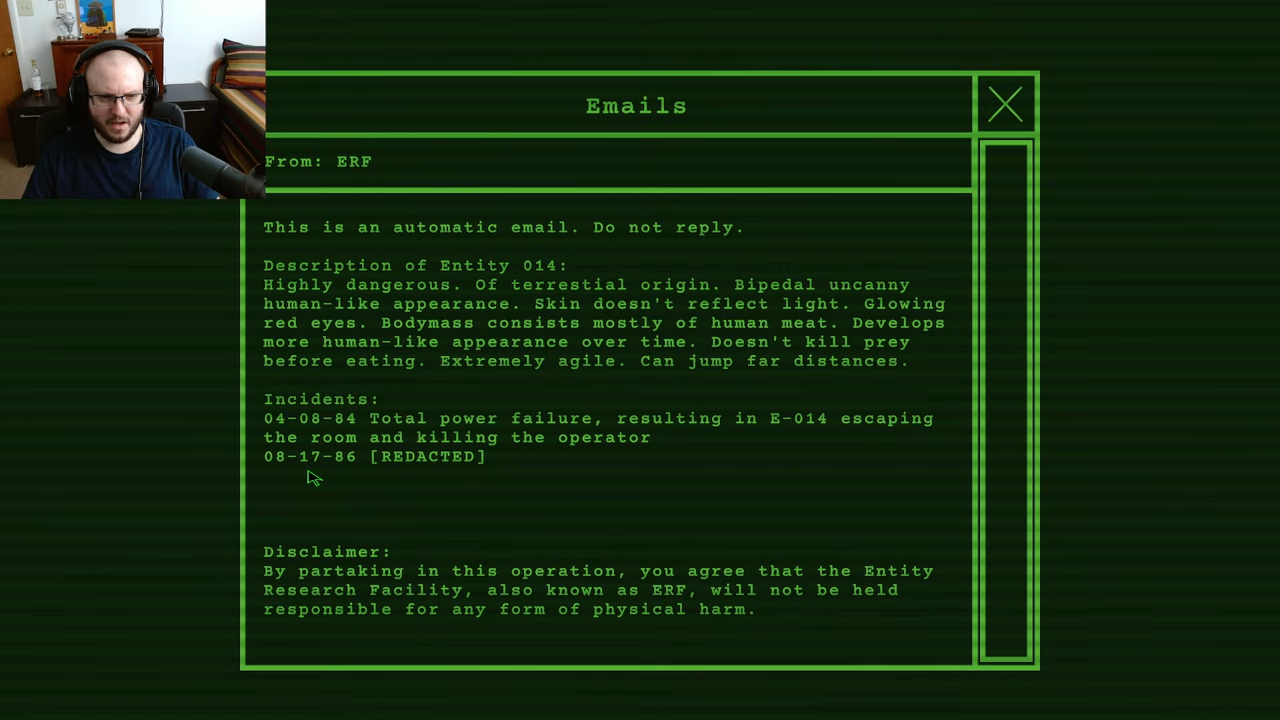 Emails
From: ERF
This is an automatic email. Do not reply.
Description of Entity 014:
Highly dangerous. Of terrestial origin. Bipedal uncanny
human-like appearance. Skin doesn't reflect light. Glowing
red eyes. Bodymass consists mostly of human meat. Develops
more human-like appearance over time. Doesn't kill prey
before eating. Extremely agile. Can jump far distances.
Incidents:
04-08-84 Total power failure, resulting in E-014 escaping
the room and killing the operator
08-17-86 [REDACTED]
Disclaimer:
By partaking in this operation, you agree that the Entity
Research Facility, also known as ERF, will not be held
responsible for any form of physical harm.